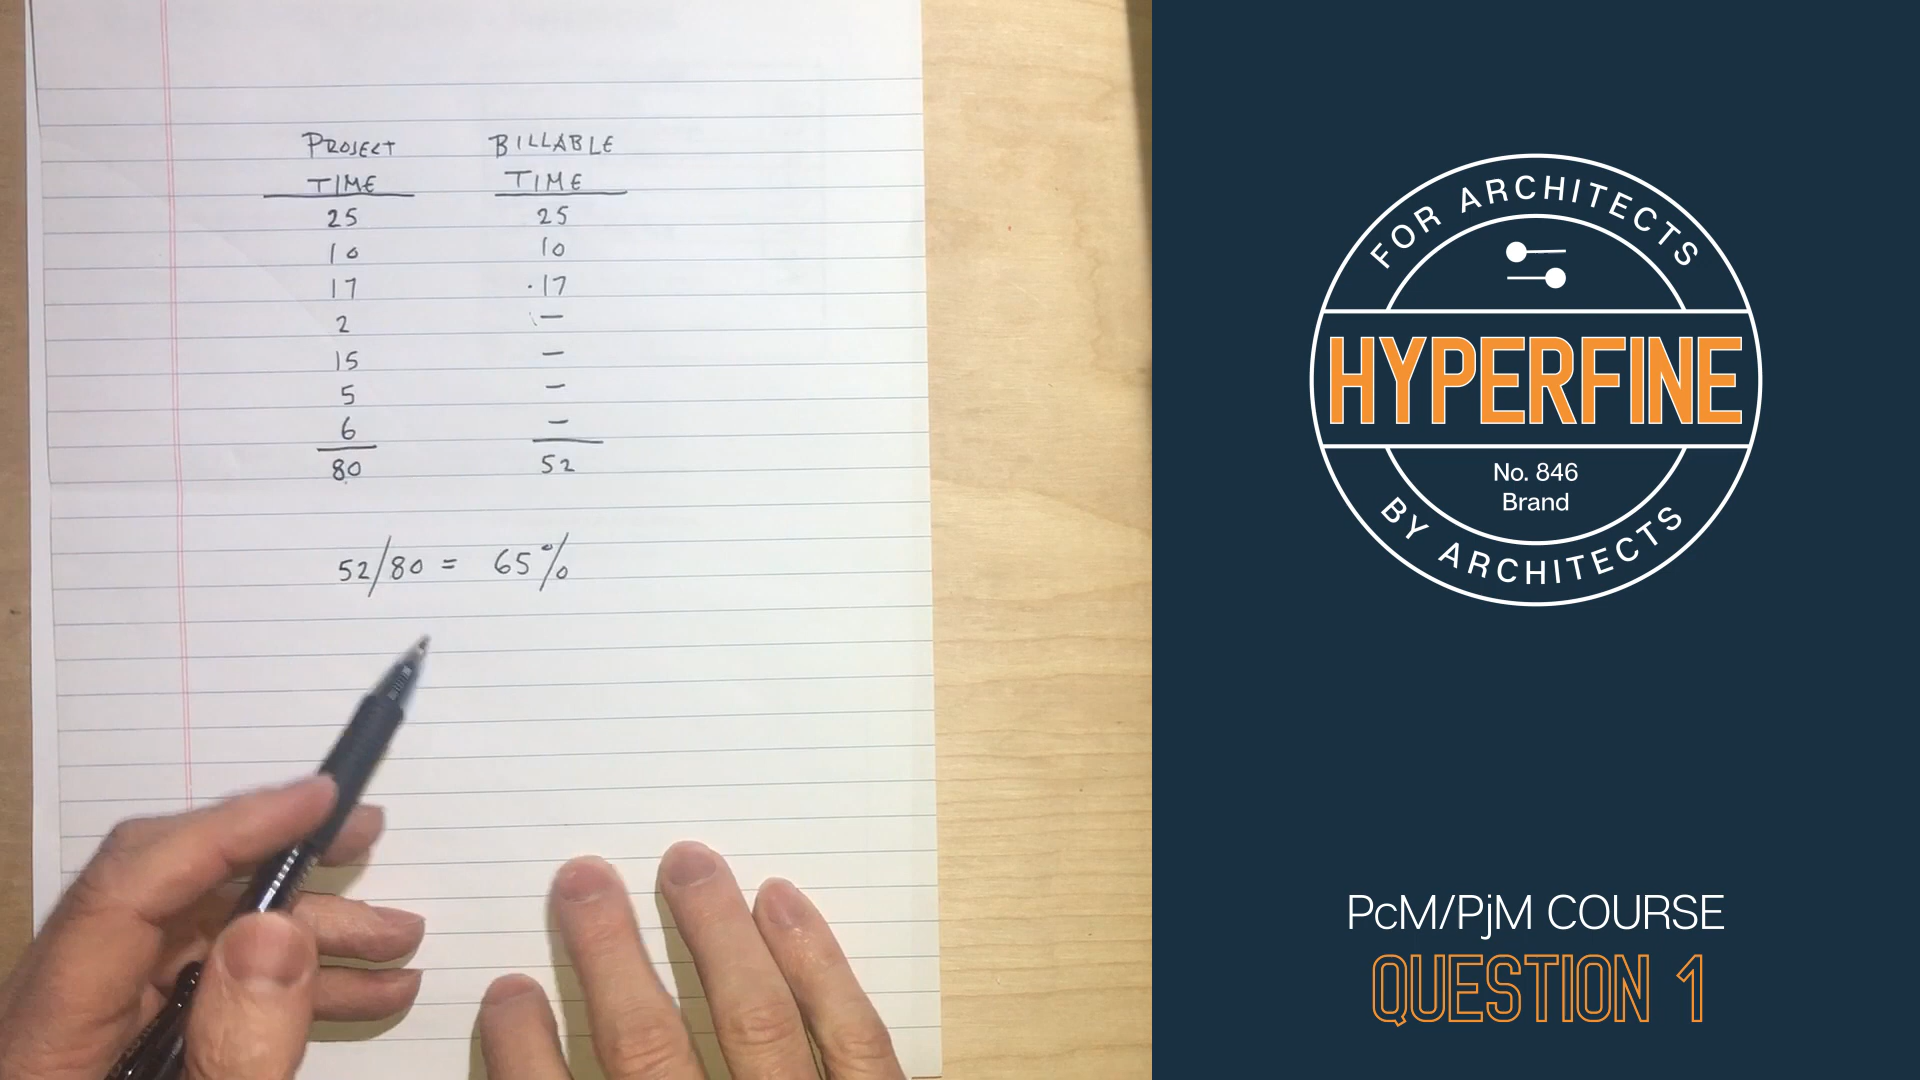 PROJECT BILLABLE
TIME TIME
25 25
10 10
17 .17
2 –
15 –
5 –
6 –
80 52
52/80 = 65%
FOR ARCHITECTS
HYPERFINE
No. 846
Brand
BY ARCHITECTS
PcM/PjM COURSE
QUESTION 1